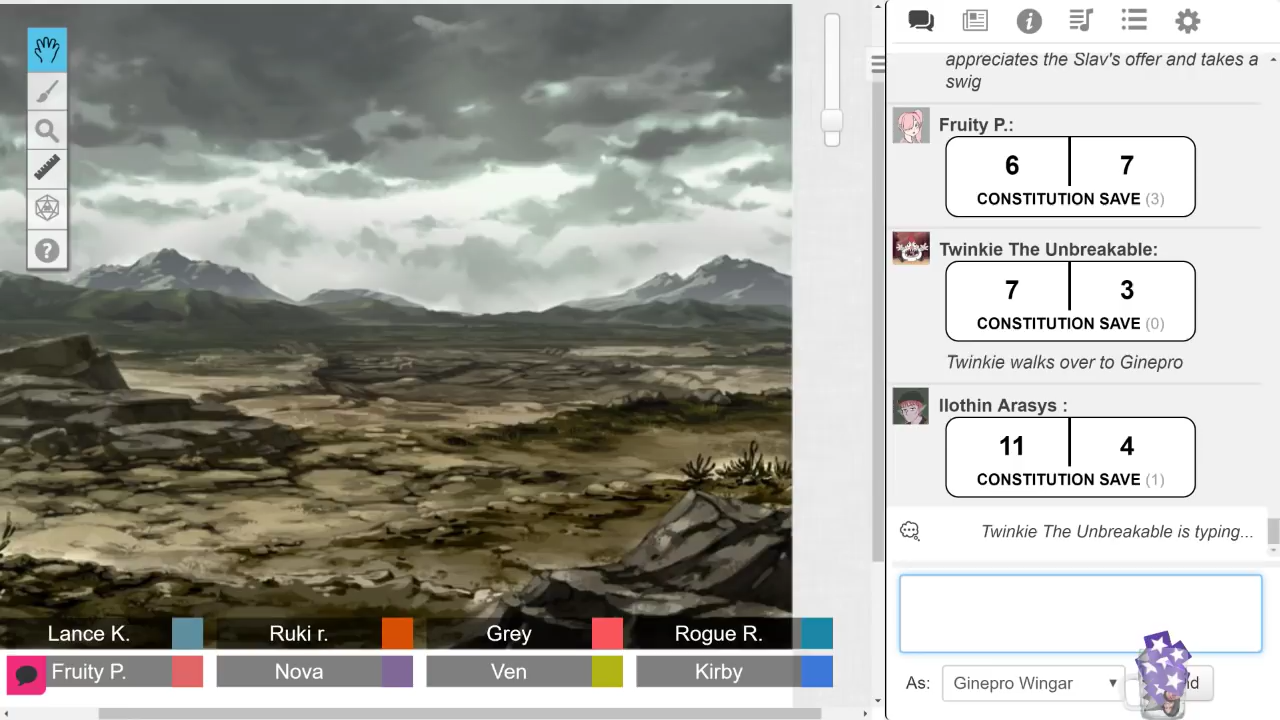 appreciates the Slav's offer and takes a
swig
Fruity P.:
6 7
CONSTITUTION SAVE (3)
Twinkie The Unbreakable:
7 3
CONSTITUTION SAVE (0)
Twinkie walks over to Ginepro
Ilothin Arasys :
11 4
CONSTITUTION SAVE (1)
Twinkie The Unbreakable is typing...
Lance K. Ruki r. Grey Rogue R.
Fruity P. Nova Ven Kirby
As: Ginepro Wingar